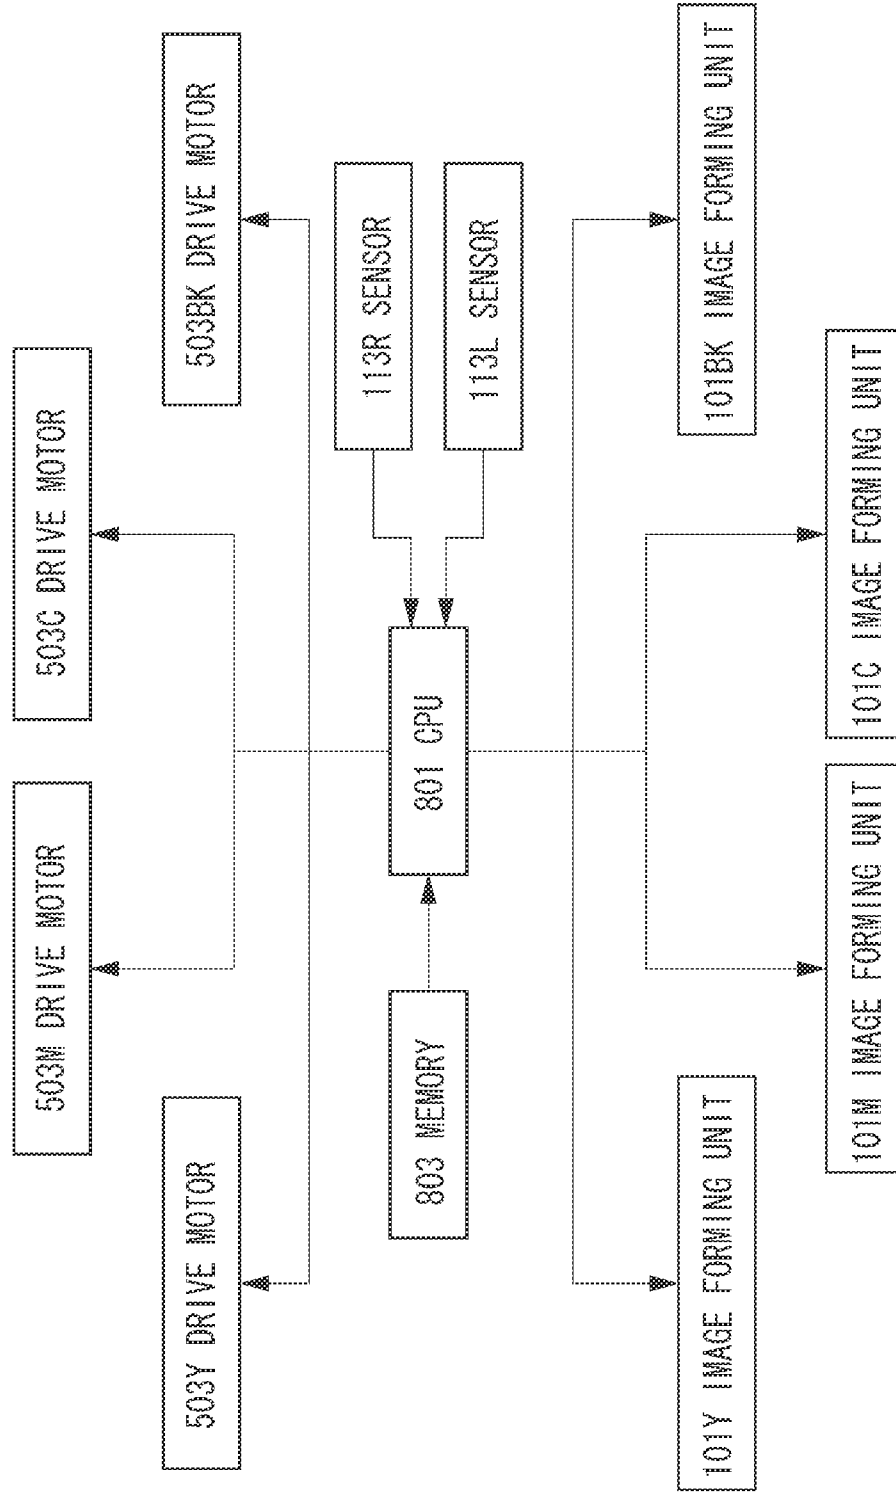 503M DRIVE MOTOR
503C DRIVE MOTOR
503Y DRIVE MOTOR
503BK DRIVE MOTOR
113R SENSOR
803 MEMORY
801 CPU
113L SENSOR
101Y IMAGE FORMING UNIT
101BK IMAGE FORMING UNIT
101M IMAGE FORMING UNIT
101C IMAGE FORMING UNIT